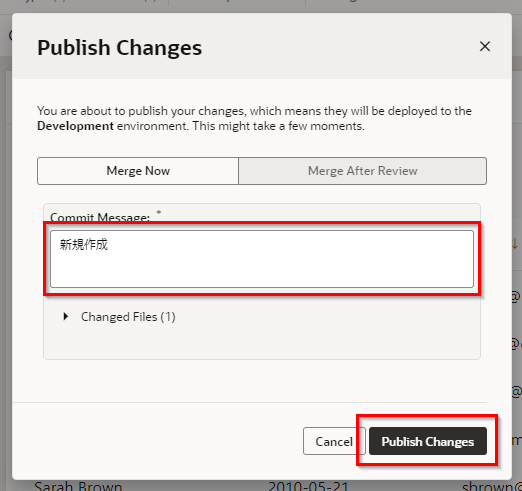 Publish Changes
You are about to publish your changes, which means they will be deployed to the
Development environment. This might take a few moments.
Merge Now
Merge After Review
Commit Message: *
新規作成
Changed Files (1)
Cancel
Publish Changes
Sarah Brown
2010-05-21
sbrown@